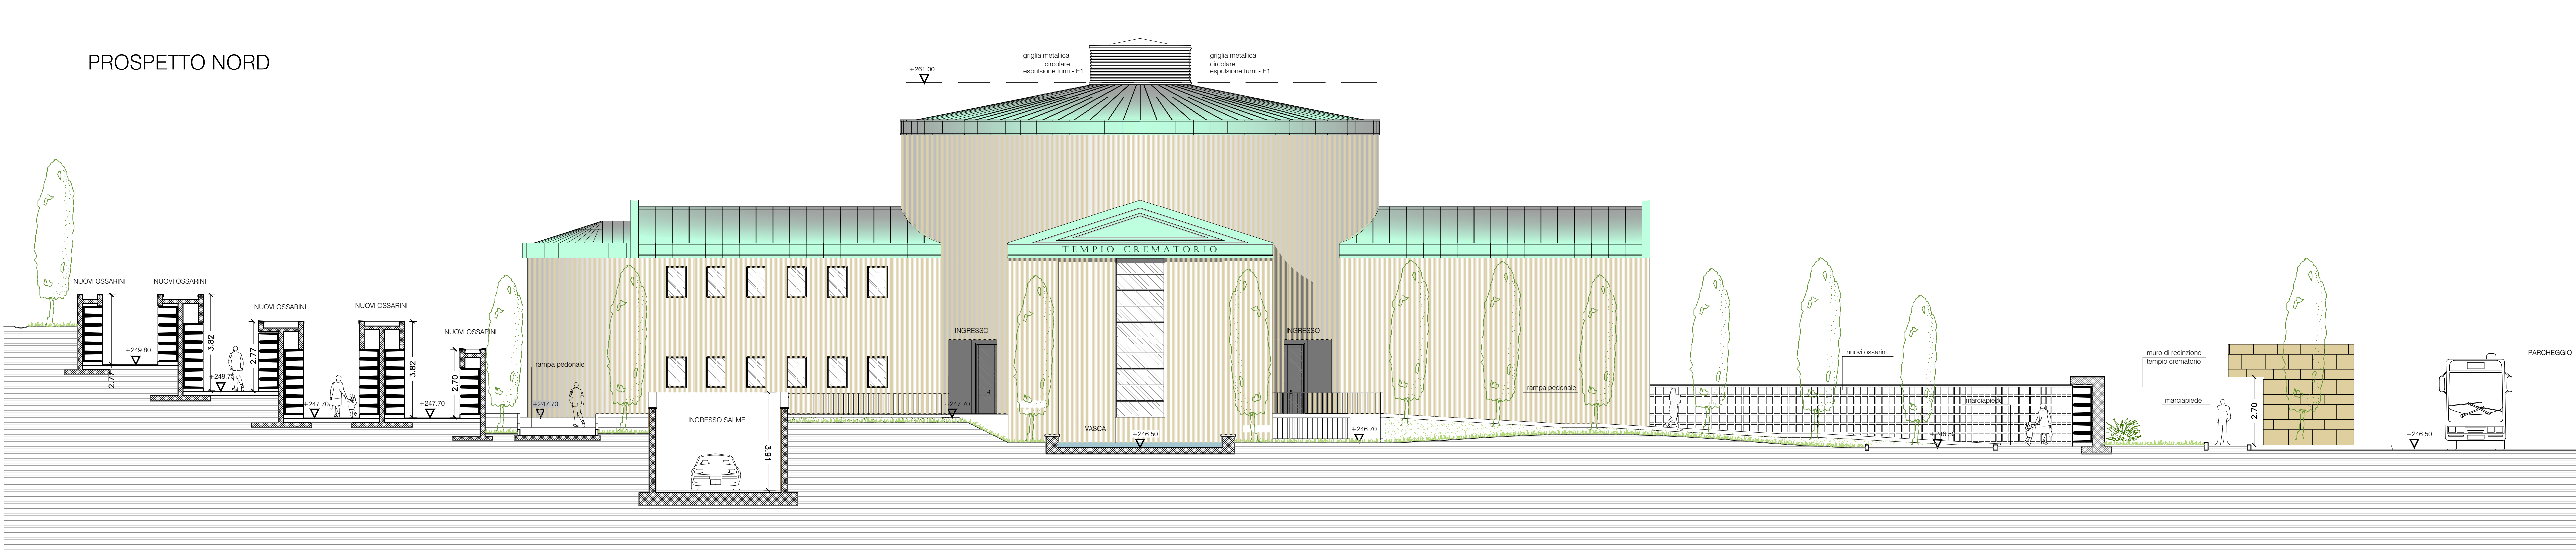 PROSPETTO NORD
griglia metallica
circolare
espulsione fumi - E1
griglia metallica
circolare
espulsione fumi - E1
+261.00
TEMPIO CREMATORIO
NUOVI OSSARINI
NUOVI OSSARINI
NUOVI OSSARINI
NUOVI OSSARINI
NUOVI OSSARINI
+249.80
2.77
3.82
+248.75
2.77
+247.70
3.82
+247.70
2.70
rampa pedonale
+247.70
INGRESSO SALME
3.91
INGRESSO
+247.70
VASCA
+246.50
INGRESSO
+246.70
rampa pedonale
nuovi ossarini
marciapiede
+246.50
muro di recinzione
tempio crematorio
marciapiede
2.70
+246.50
PARCHEGGIO